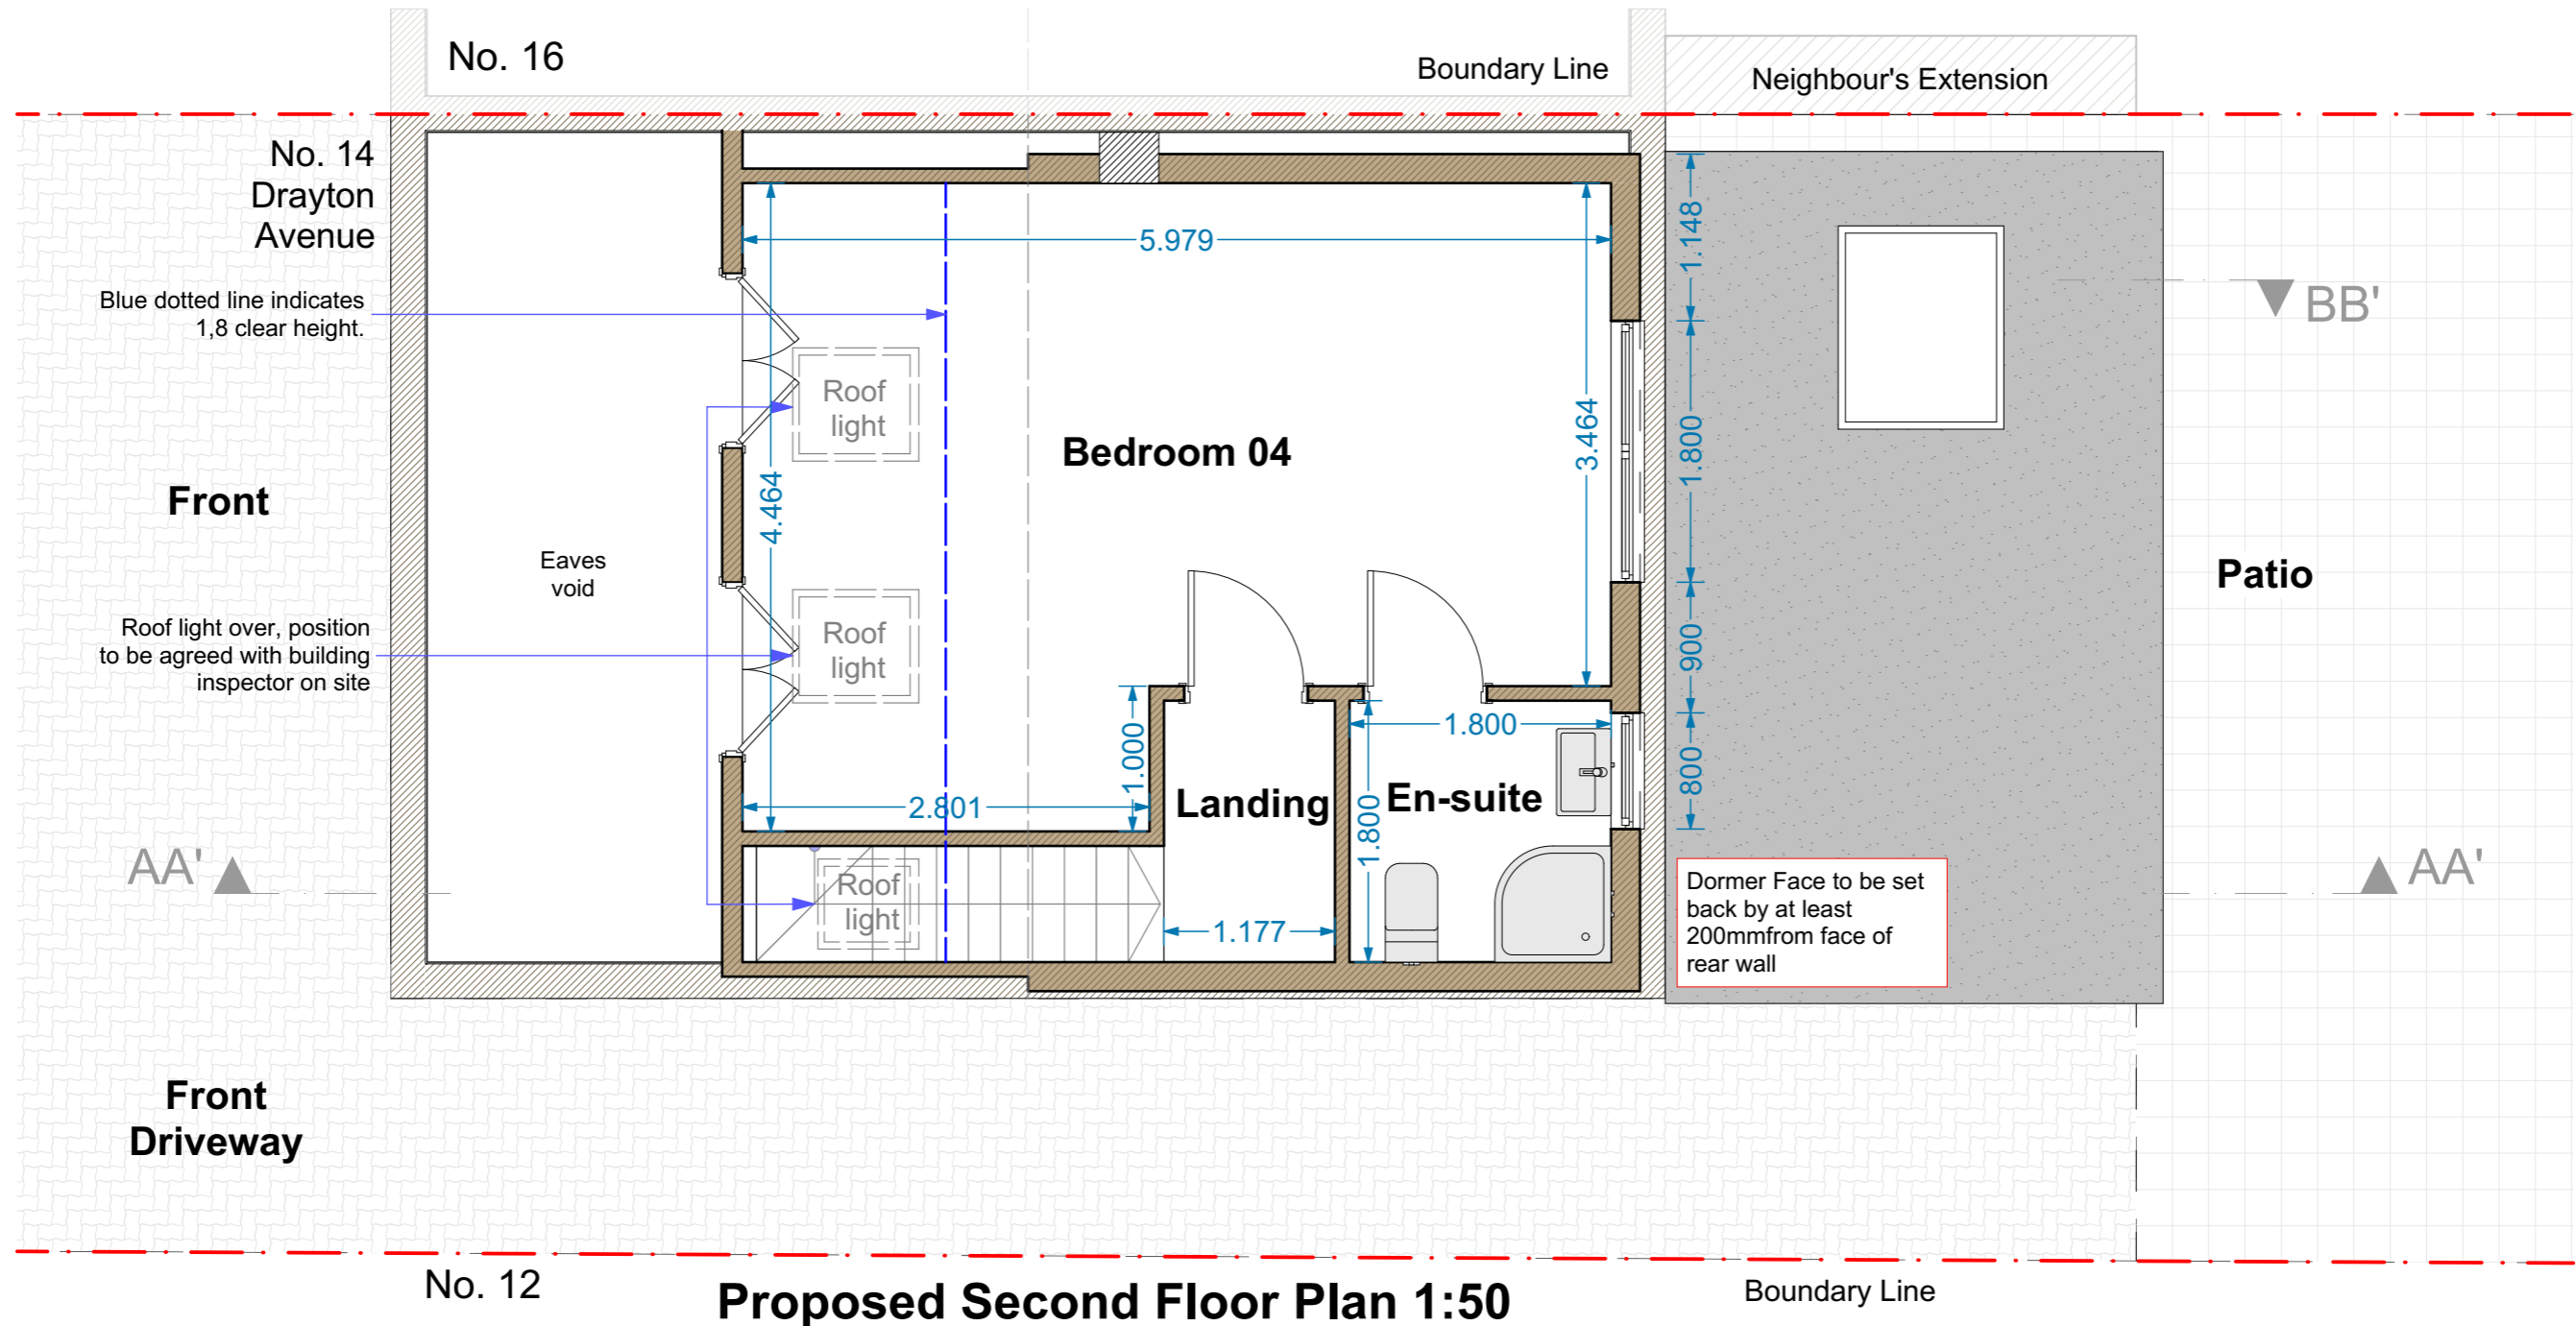 No. 16
Boundary Line
Neighbour's Extension
No. 14
Drayton
Avenue
Blue dotted line indicates
1,8 clear height.
Front
Eaves
void
Roof light over, position
to be agreed with building
inspector on site
AA'
Front
Driveway
5.979
4.464
3.464
Roof
light
Roof
light
Bedroom 04
2.801
1.000
Roof
light
Landing
1.177
1.800
En-suite
1.800
1.148
1.800
900
800
BB'
Patio
AA'
Dormer Face to be set
back by at least
200mmfrom face of
rear wall
No. 12
Proposed Second Floor Plan 1:50
Boundary Line